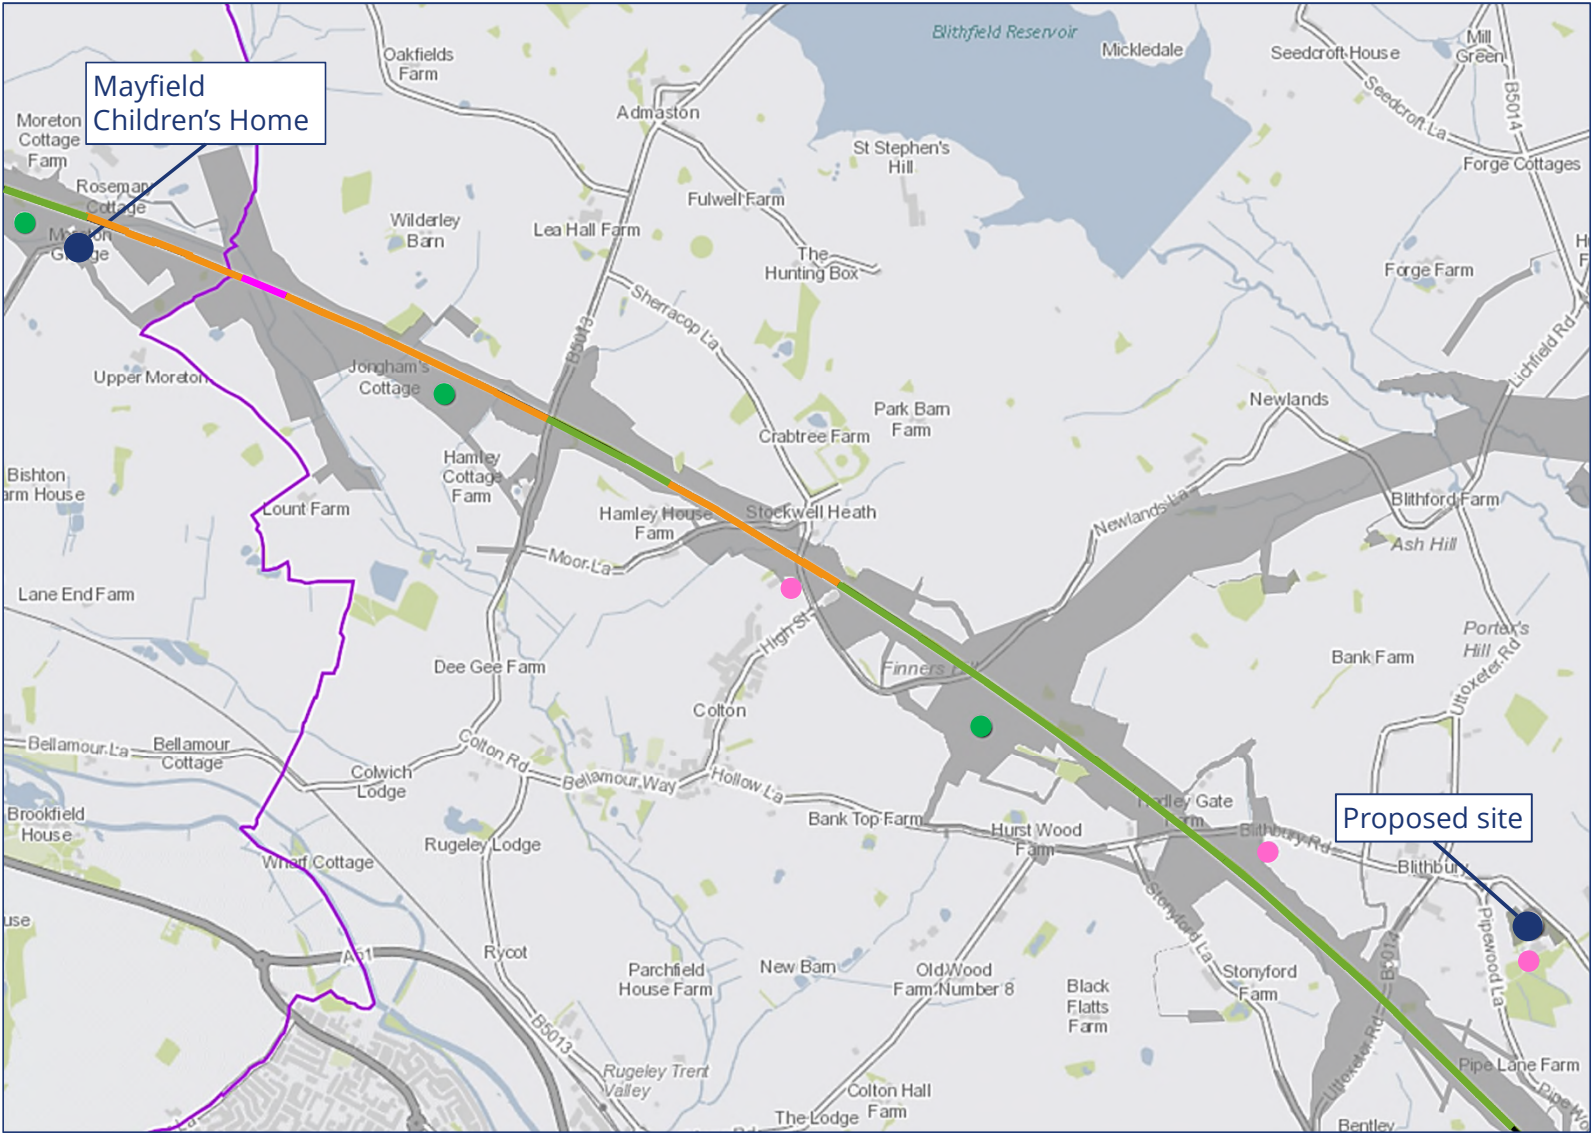 Blithfield Reservoir
Mickledale
Seedcroft House
Mill
Green
Oakfields
Farm
B5014
Seedcroft La
Mayfield
Children's Home
Admaston
Moreton
Cottage
Farm
St Stephen's
Hill
Forge Cottages
Cottage
Fulwell Farm
Wilderley
Barn
Lea Hall Farm
The
Hunting Box
Forge Farm
Sherracop La
B5013
Lichfield Rd
Upper Moreton
Jongham's
Cottage
Newlands
Park Barn
Farm
Crabtree Farm
Hamley
Cottage
Farm
Bishton
arm House
Blithford Farm
Lount Farm
Hamley House
Farm
Stockwell Heath
Newlands La
Ash Hill
Moor La
Lane End Farm
High St
Porter's
Hill
Bank Farm
Dee Gee Farm
Finners
Uttoxeter Rd
Colton
Bellamour La
Bellamour
Cottage
Colton Rd
Colwich
Lodge
Bellamour Way
Hollow La
Brookfield
House
Bank Top Farm
Hurst Wood
Farm
Gate
Proposed site
Blithbury Rd
Rugeley Lodge
Wharf Cottage
Blithbury
use
Stonyford La
Pipewood La
Rycot
Parchfield
House Farm
New Barn
Old Wood
Farm Number 8
Stonyford
Farm
Black
Flatts
Farm
B5013
Uttoxeter Rd
Pipe Lane Farm
Rugeley Trent
Valley
Colton Hall
Farm
The Lodge
Bentley